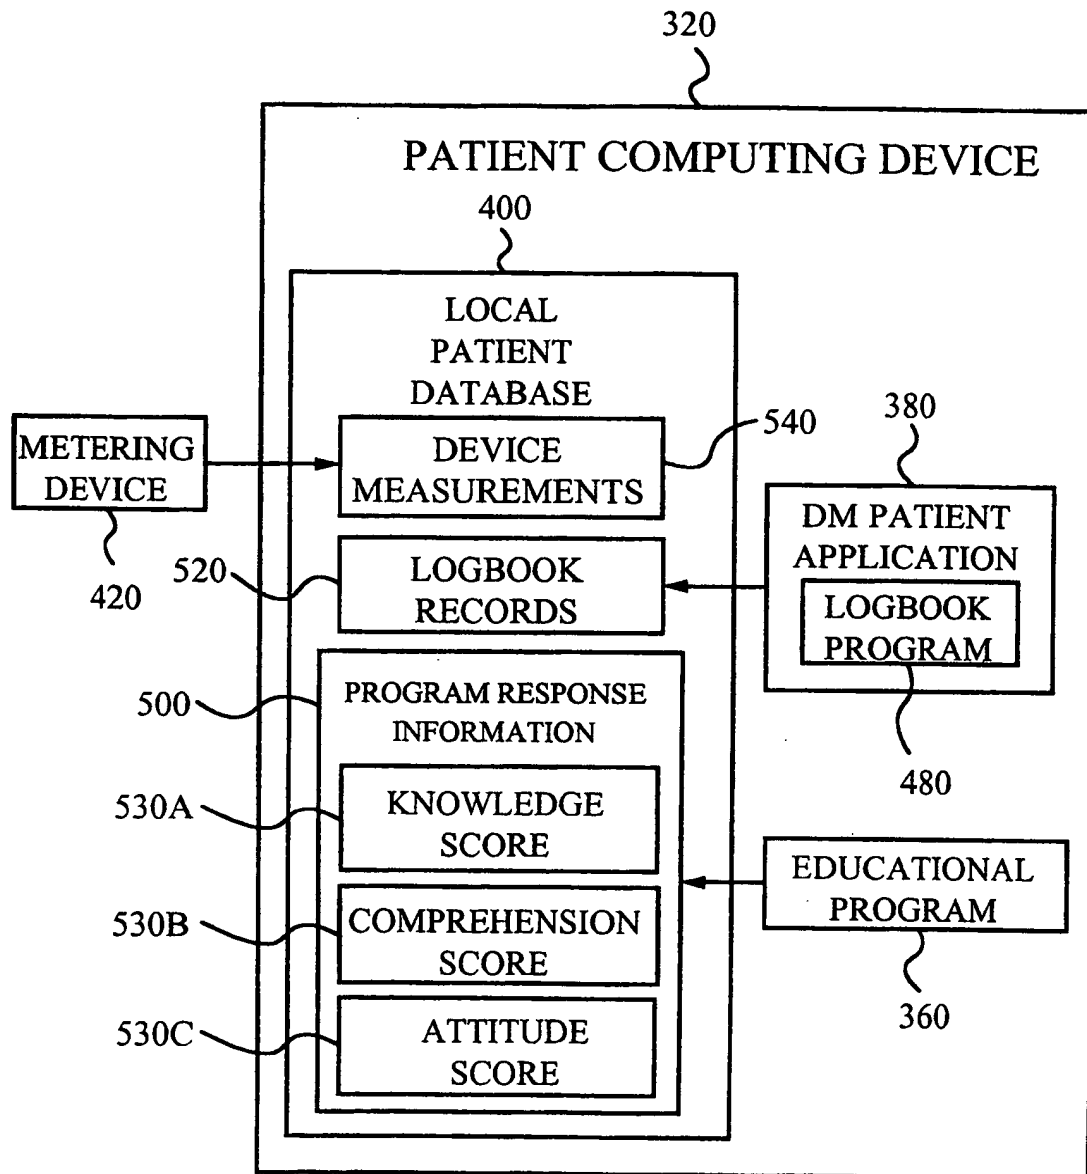 320
PATIENT COMPUTING DEVICE
400
LOCAL
PATIENT
DATABASE
METERING
DEVICE
420
DEVICE
MEASUREMENTS
540
380
DM PATIENT
APPLICATION
LOGBOOK
PROGRAM
480
520
LOGBOOK
RECORDS
500
PROGRAM RESPONSE
INFORMATION
530A
KNOWLEDGE
SCORE
530B
COMPREHENSION
SCORE
EDUCATIONAL
PROGRAM
360
530C
ATTITUDE
SCORE